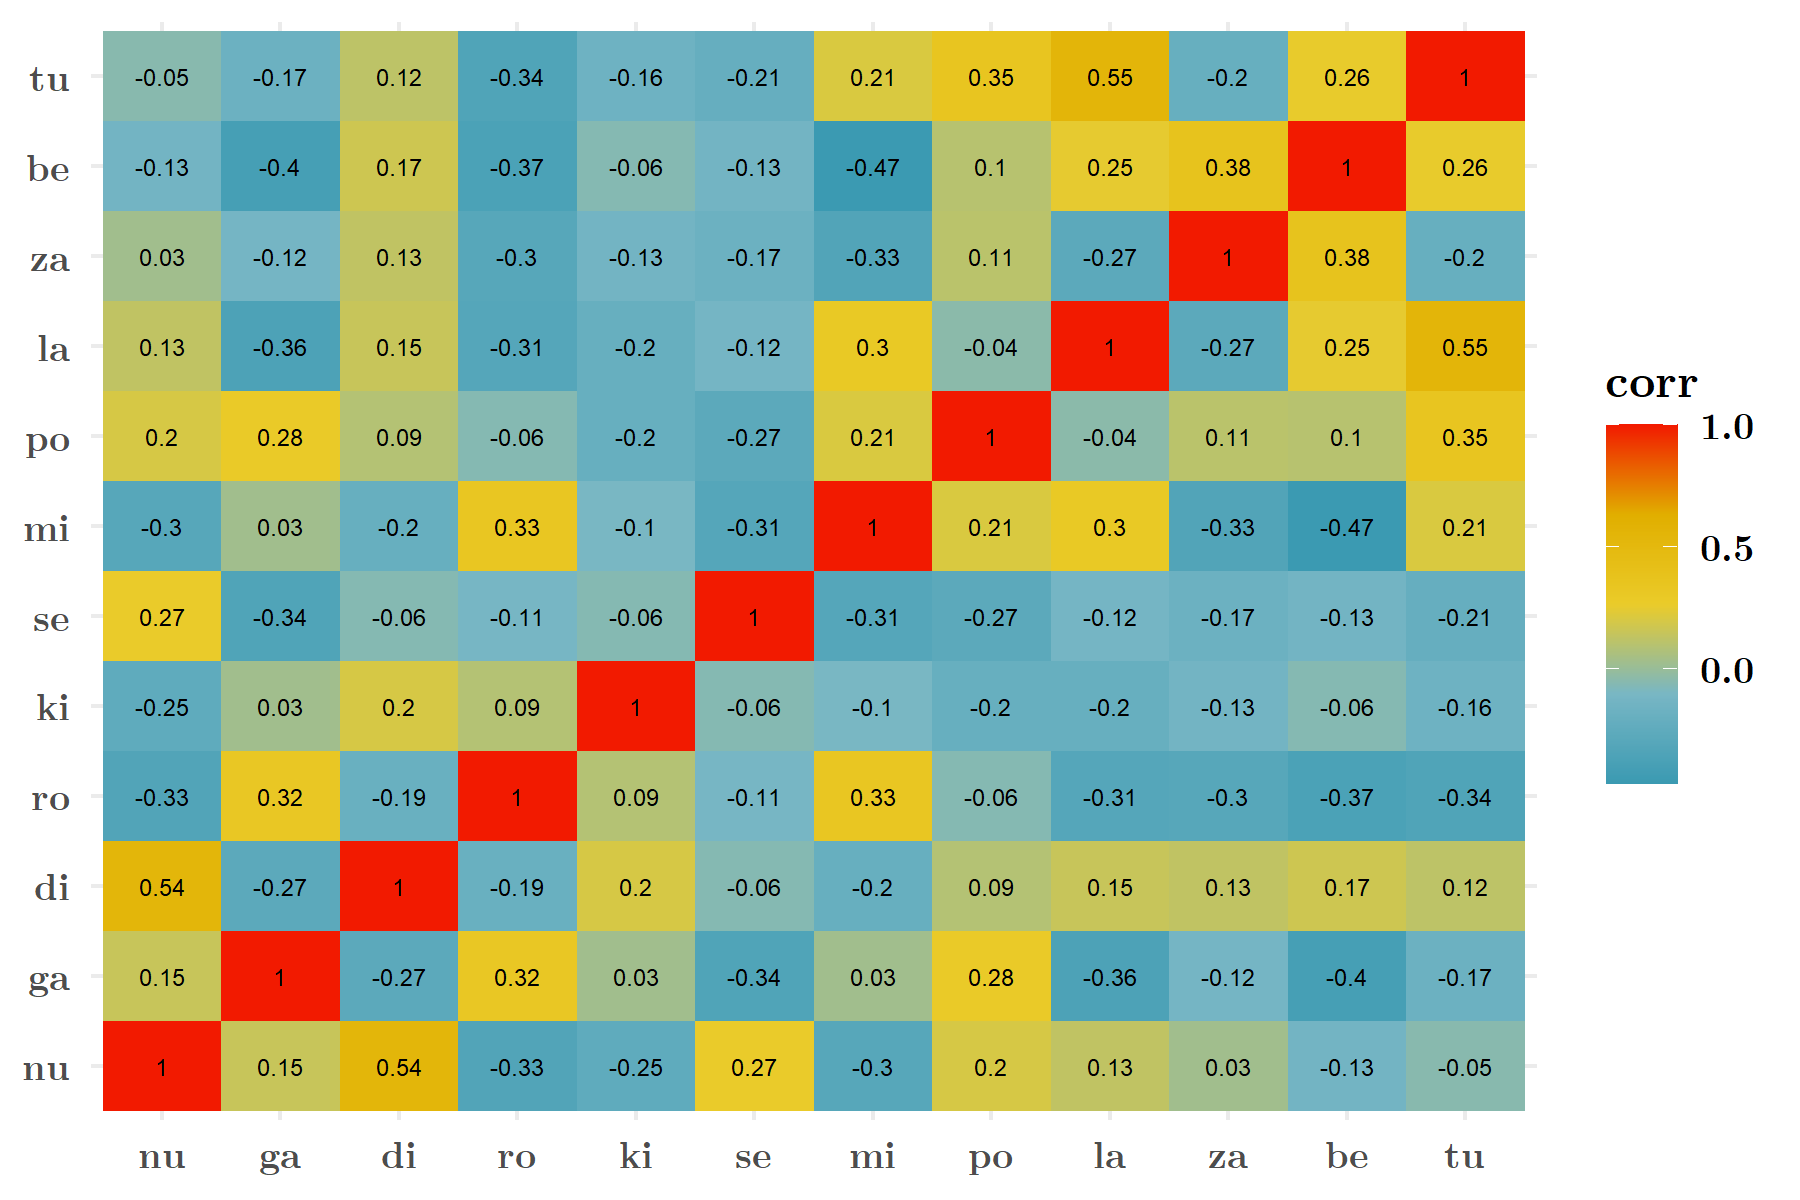 tu -0.05 -0.17 0.12 -0.34 -0.16 -0.21 0.21 0.35 0.55 -0.2 0.26 1
be -0.13 -0.4 0.17 -0.37 -0.06 -0.13 -0.47 0.1 0.25 0.38 1 0.26
za 0.03 -0.12 0.13 -0.3 -0.13 -0.17 -0.33 0.11 -0.27 1 0.38 -0.2
la 0.13 -0.36 0.15 -0.31 -0.2 -0.12 0.3 -0.04 1 -0.27 0.25 0.55
po 0.2 0.28 0.09 -0.06 -0.2 -0.27 0.21 1 -0.04 0.11 0.1 0.35
mi -0.3 0.03 -0.2 0.33 -0.1 -0.31 1 0.21 0.3 -0.33 -0.47 0.21
se 0.27 -0.34 -0.06 -0.11 -0.06 1 -0.31 -0.27 -0.12 -0.17 -0.13 -0.21
ki -0.25 0.03 0.2 0.09 1 -0.06 -0.1 -0.2 -0.2 -0.13 -0.06 -0.16
ro -0.33 0.32 -0.19 1 0.09 -0.11 0.33 -0.06 -0.31 -0.3 -0.37 -0.34
di 0.54 -0.27 1 -0.19 0.2 -0.06 -0.2 0.09 0.15 0.13 0.17 0.12
ga 0.15 1 -0.27 0.32 0.03 -0.34 0.03 0.28 -0.36 -0.12 -0.4 -0.17
nu 1 0.15 0.54 -0.33 -0.25 0.27 -0.3 0.2 0.13 0.03 -0.13 -0.05
nu ga di ro ki se mi po la za be tu
corr
1.0
0.5
0.0